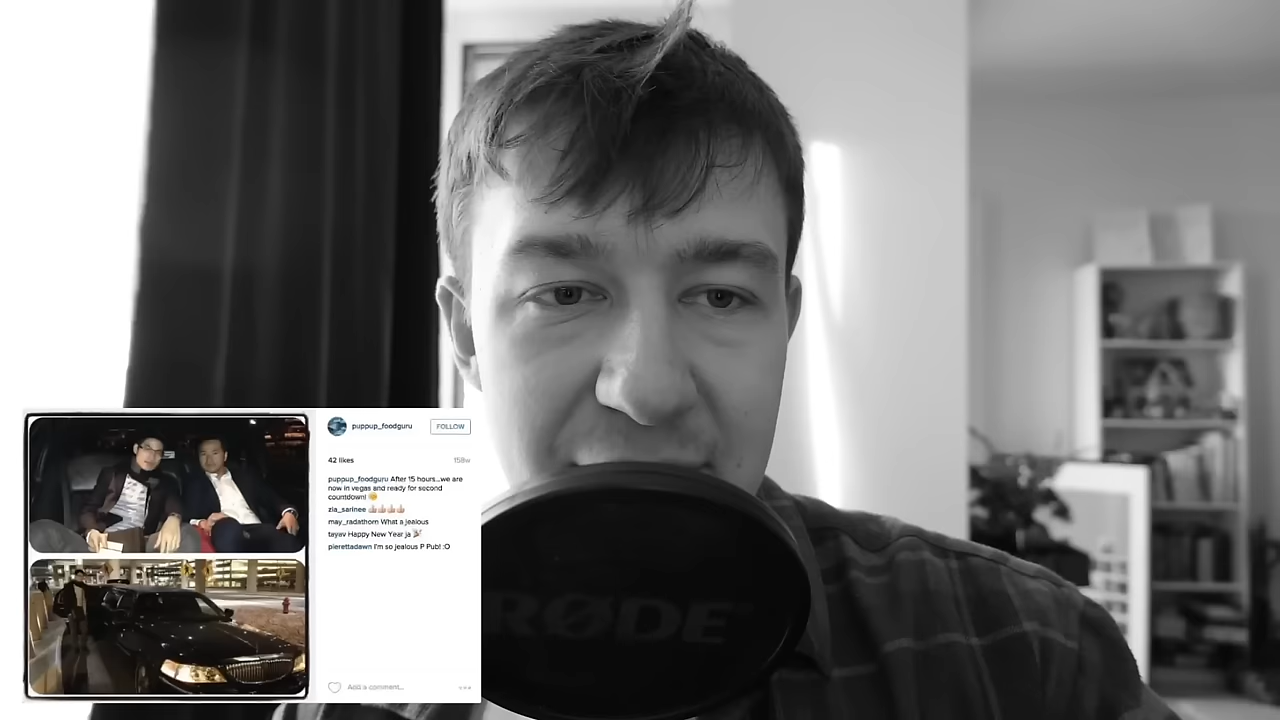 puppup_foodguru FOLLOW
42 likes 158w
puppup_foodguru After 15 hours...we are
now in vegas and ready for second
countdown! 😊
zia_sarinee 👍🏼👍🏼👍🏼👍🏼
may_radathorn What a jealous
tayav Happy New Year ja 🎉
pierettadawn I'm so jealous P Pub! :O
Add a comment...
RØDE